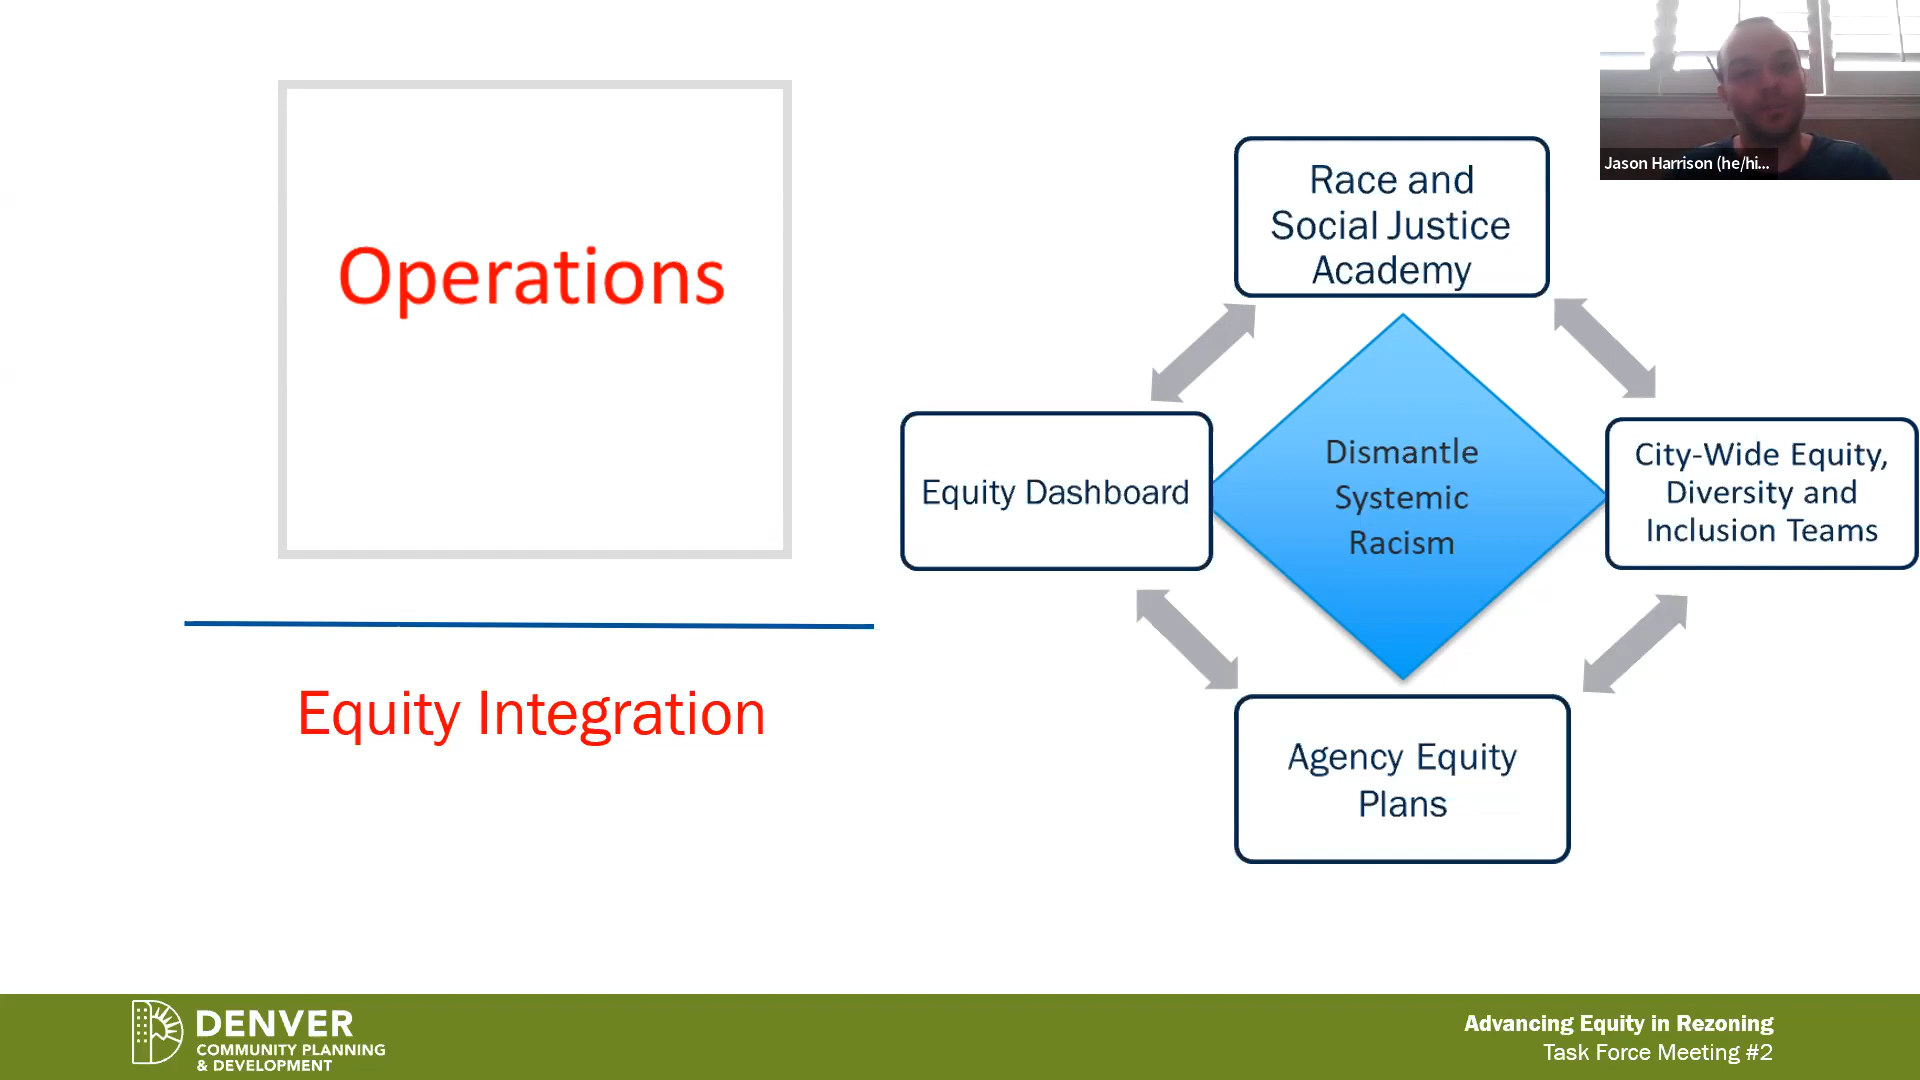 Operations
Equity Integration
Race and
Social Justice
Academy
Equity Dashboard
Dismantle
Systemic
Racism
City-Wide Equity,
Diversity and
Inclusion Teams
Agency Equity
Plans
Jason Harrison (he/hi...
DENVER
COMMUNITY PLANNING
& DEVELOPMENT
Advancing Equity in Rezoning
Task Force Meeting #2